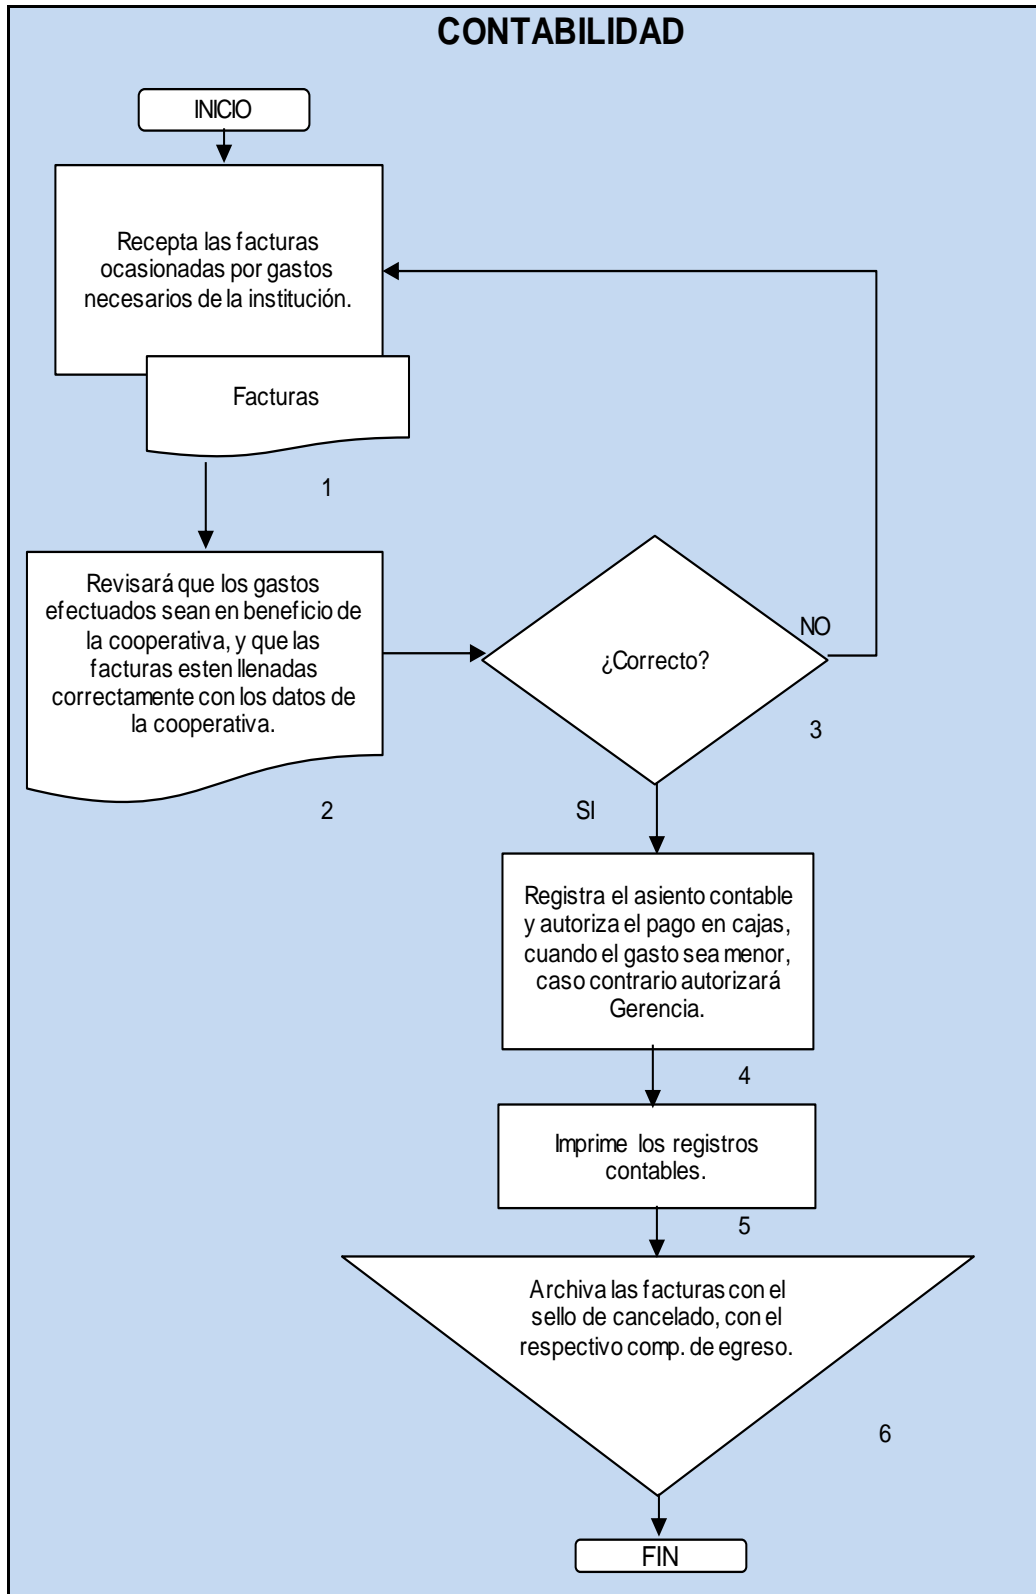 CONTABILIDAD
INICIO
Recepta las facturas
ocasionadas por gastos
necesarios de la institución.
Facturas
1
Revisará que los gastos
efectuados sean en beneficio de
la cooperativa, y que las
facturas esten llenadas
correctamente con los datos de
la cooperativa.
2
¿Correcto?
NO
3
SI
Registra el asiento contable
y autoriza el pago en cajas,
cuando el gasto sea menor,
caso contrario autorizará
Gerencia.
4
Imprime los registros
contables.
5
Archiva las facturas con el
sello de cancelado, con el
respectivo comp. de egreso.
6
FIN